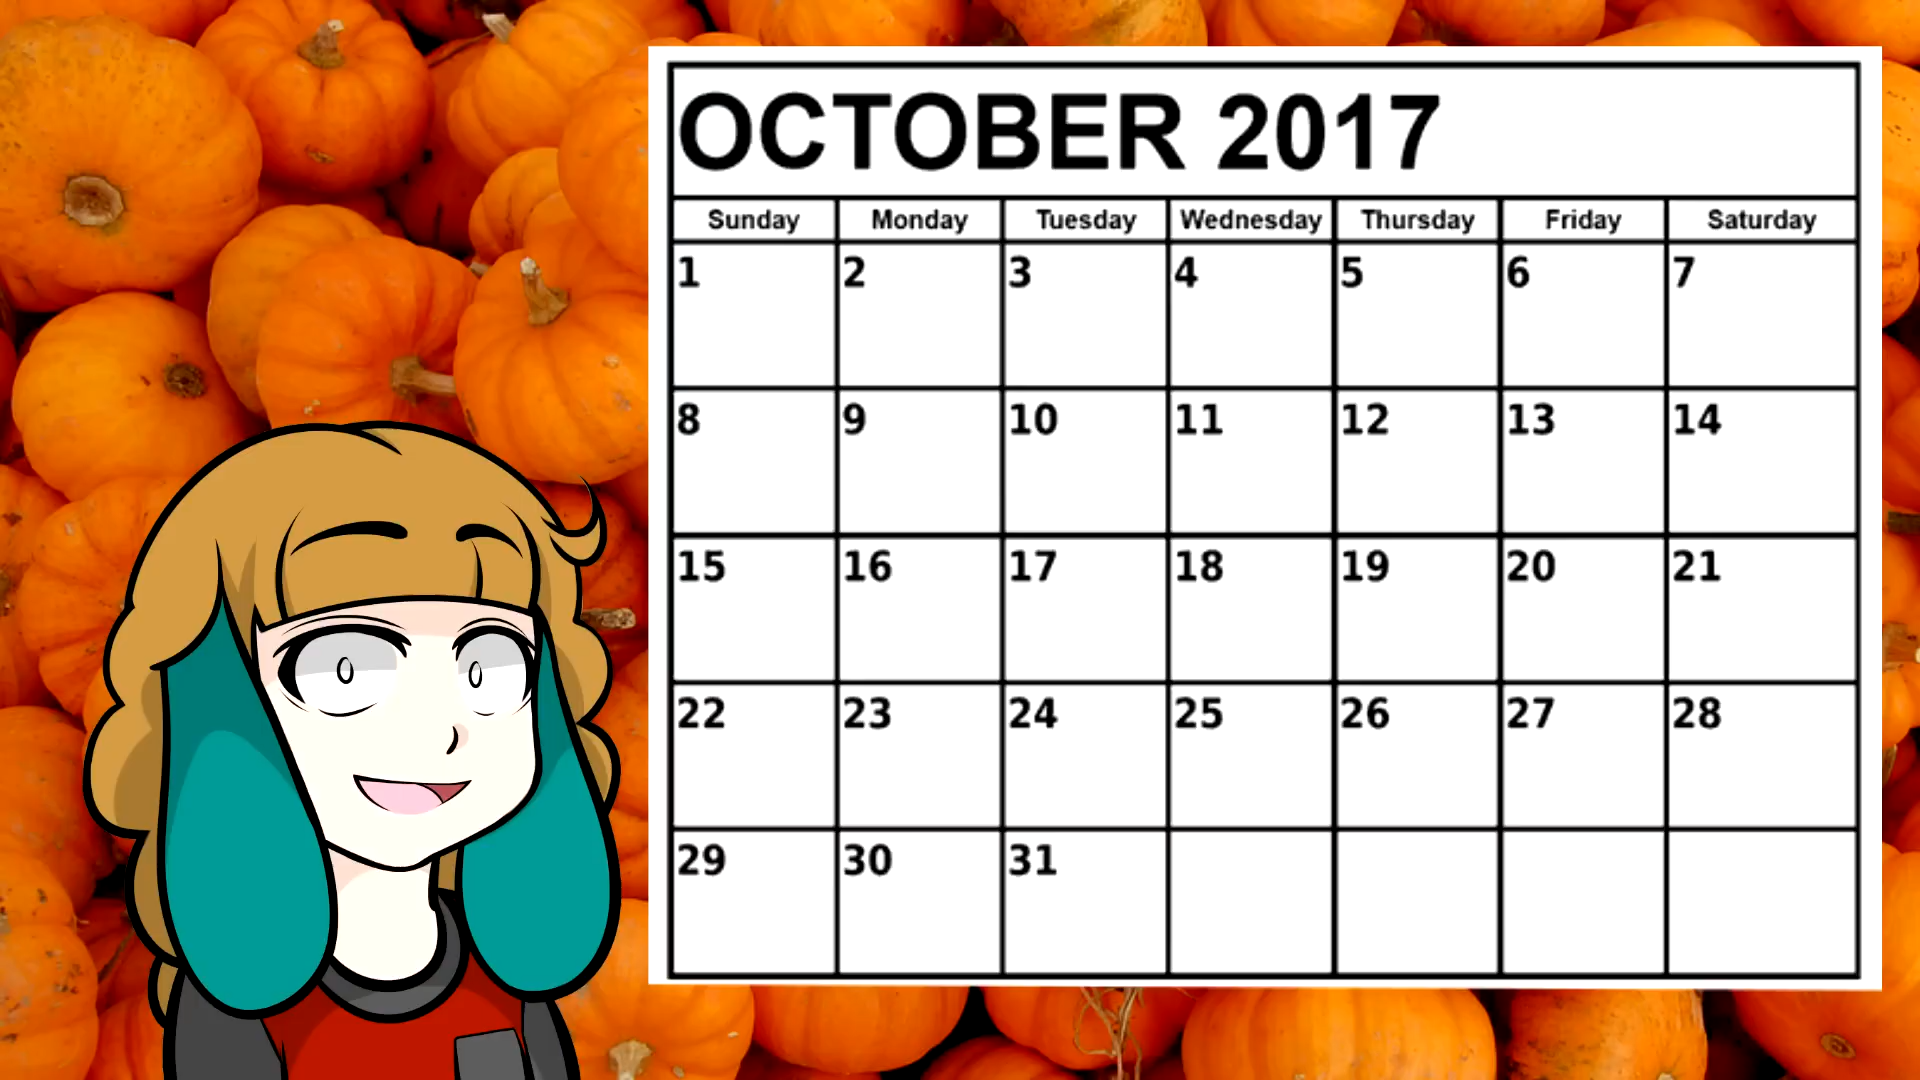 OCTOBER 2017
Sunday Monday Tuesday Wednesday Thursday Friday Saturday
1 2 3 4 5 6 7
8 9 10 11 12 13 14
15 16 17 18 19 20 21
22 23 24 25 26 27 28
29 30 31